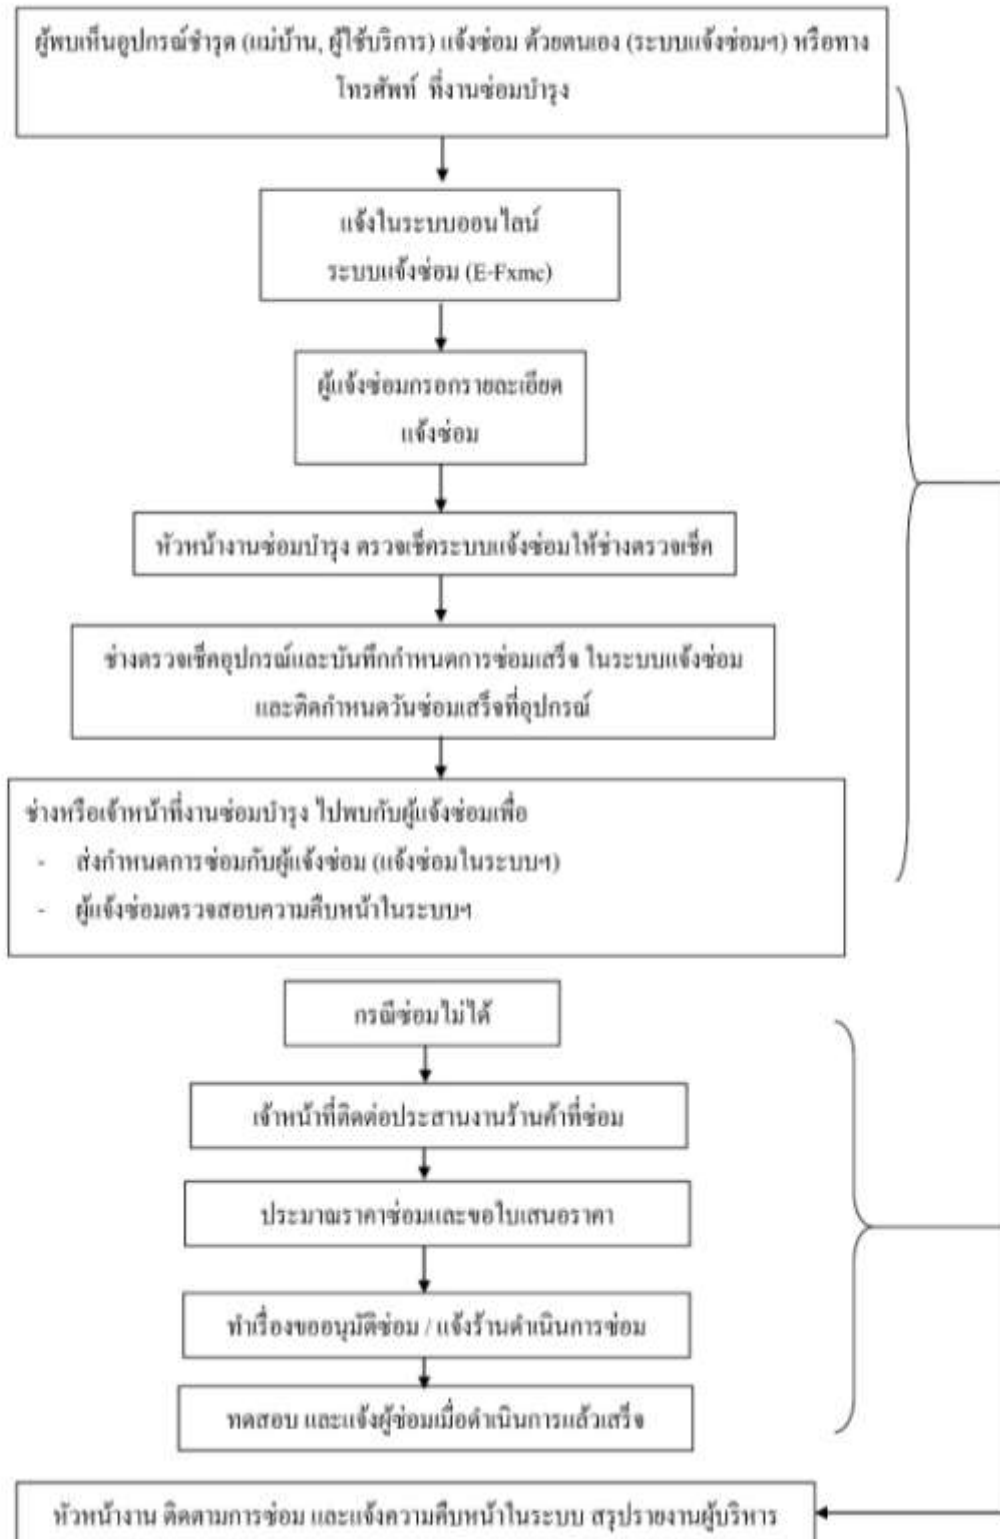 ผู้พบเห็นอุปกรณ์ชำรุด (แม่บ้าน, ผู้ใช้บริการ) แจ้งซ่อม ด้วยตนเอง (ระบบแจ้งซ่อมฯ) หรือทาง
โทรศัพท์ ที่งานซ่อมบำรุง
แจ้งในระบบออนไลน์
ระบบแจ้งซ่อม (E-Fxmc)
ผู้แจ้งซ่อมกรอกรายละเอียด
แจ้งซ่อม
หัวหน้างานซ่อมบำรุง ตรวจเช็คระบบแจ้งซ่อมให้ช่างตรวจเช็ค
ช่างตรวจเช็คอุปกรณ์และบันทึกกำหนดการซ่อมเสร็จ ในระบบแจ้งซ่อม
และติดกำหนดวันซ่อมเสร็จที่อุปกรณ์
ช่างหรือเจ้าหน้าที่งานซ่อมบำรุง ไปพบกับผู้แจ้งซ่อมเพื่อ
- ส่งกำหนดการซ่อมกับผู้แจ้งซ่อม (แจ้งซ่อมในระบบฯ)
- ผู้แจ้งซ่อมตรวจสอบความคืบหน้าในระบบฯ
กรณีซ่อมไม่ได้
เจ้าหน้าที่ติดต่อประสานงานร้านค้าที่ซ่อม
ประมาณราคาซ่อมและขอใบเสนอราคา
ทำเรื่องขออนุมัติซ่อม / แจ้งร้านดำเนินการซ่อม
ทดสอบ และแจ้งผู้ซ่อมเมื่อดำเนินการแล้วเสร็จ
หัวหน้างาน ติดตามการซ่อม และแจ้งความคืบหน้าในระบบ สรุปรายงานผู้บริหาร